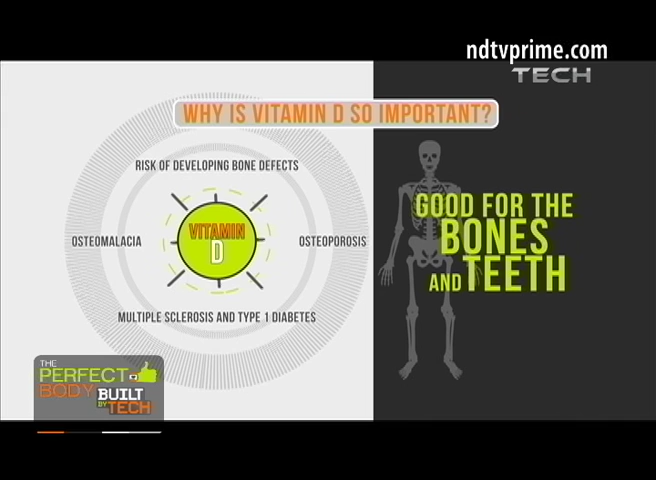 ndtvprime.com
TECH
WHY IS VITAMIN D SO IMPORTANT?
RISK OF DEVELOPING BONE DEFECTS
OSTEOMALACIA
VITAMIN
D
OSTEOPOROSIS
MULTIPLE SCLEROSIS AND TYPE 1 DIABETES
GOOD FOR THE
BONES
AND TEETH
THE
PERFECT
BODY BUILT
BY TECH